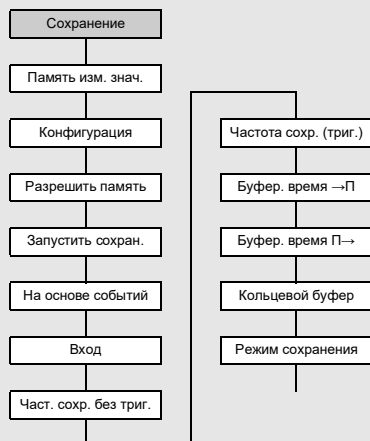 Сохранение
Память изм. знач.
Конфигурация
Разрешить память
Запустить сохран.
На основе событий
Вход
Част. сохр. без триг.
Частота сохр. (триг.)
Буфер. время →П
Буфер. время П→
Кольцевой буфер
Режим сохранения